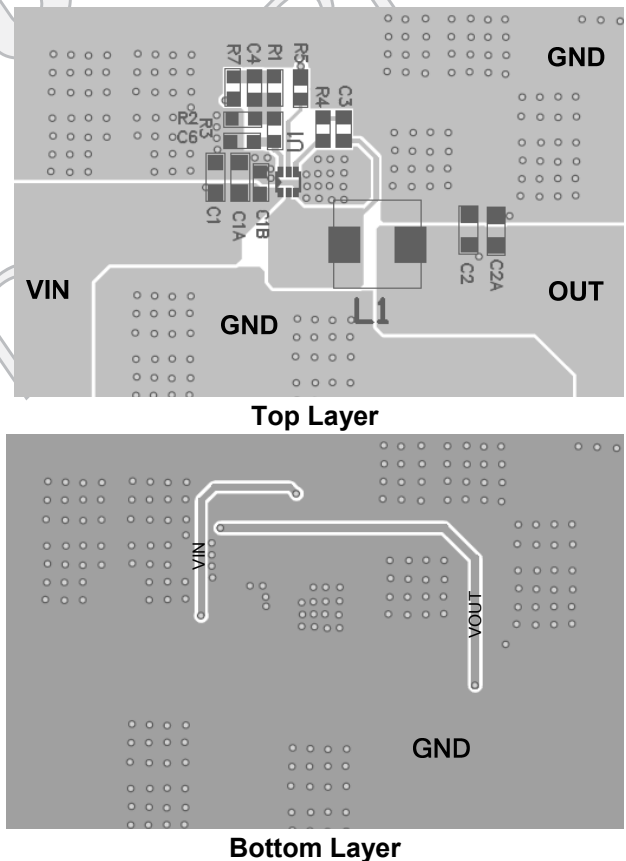 R7 C4 R1 R5
GND
R4 C3
R2
R3
C6
U1
C1
C1A
C1B
C2
C2A
VIN
GND
L1
OUT
Top Layer
VIN
VOUT
GND
Bottom Layer